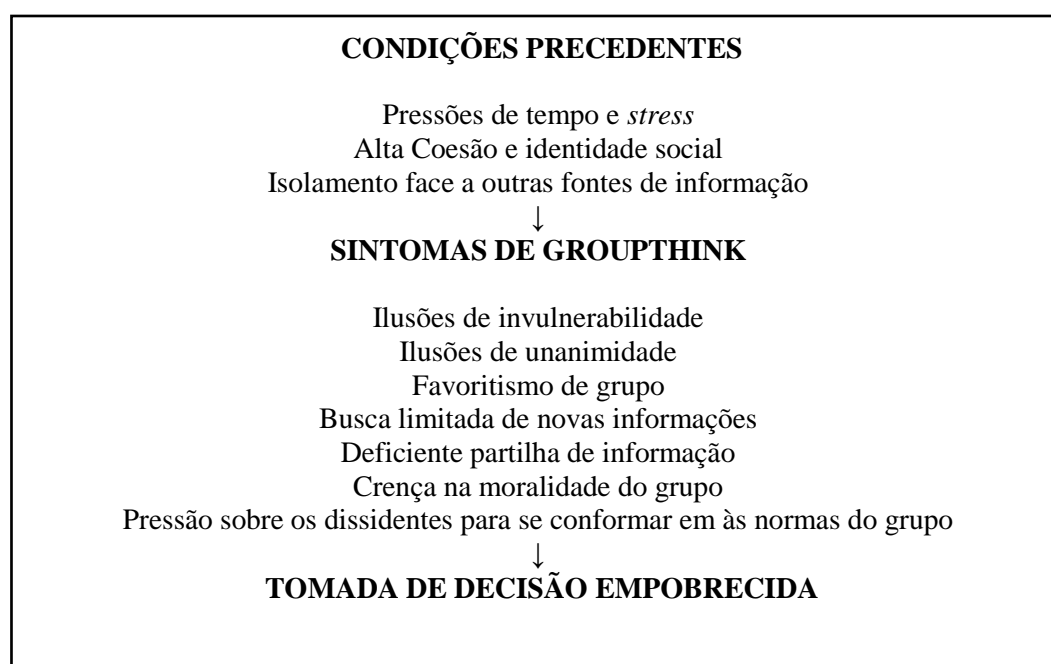 CONDIÇÕES PRECEDENTES
Pressões de tempo e stress
Alta Coesão e identidade social
Isolamento face a outras fontes de informação
↓
SINTOMAS DE GROUPTHINK
Ilusões de invulnerabilidade
Ilusões de unanimidade
Favoritismo de grupo
Busca limitada de novas informações
Deficiente partilha de informação
Crença na moralidade do grupo
Pressão sobre os dissidentes para se conformar em às normas do grupo
↓
TOMADA DE DECISÃO EMPOBRECIDA